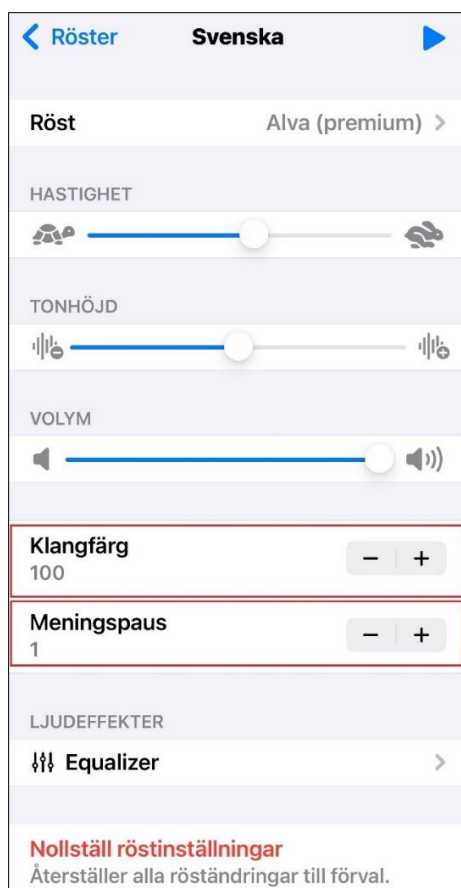 Röster Svenska
Röst Alva (premium)
HASTIGHET
TONHÖJD
VOLYM
Klangfärg
100
− +
Meningspaus
1
− +
LJUDEFFEKTER
Equalizer
Nollställ röstinställningar
Återställer alla röständringar till förval.